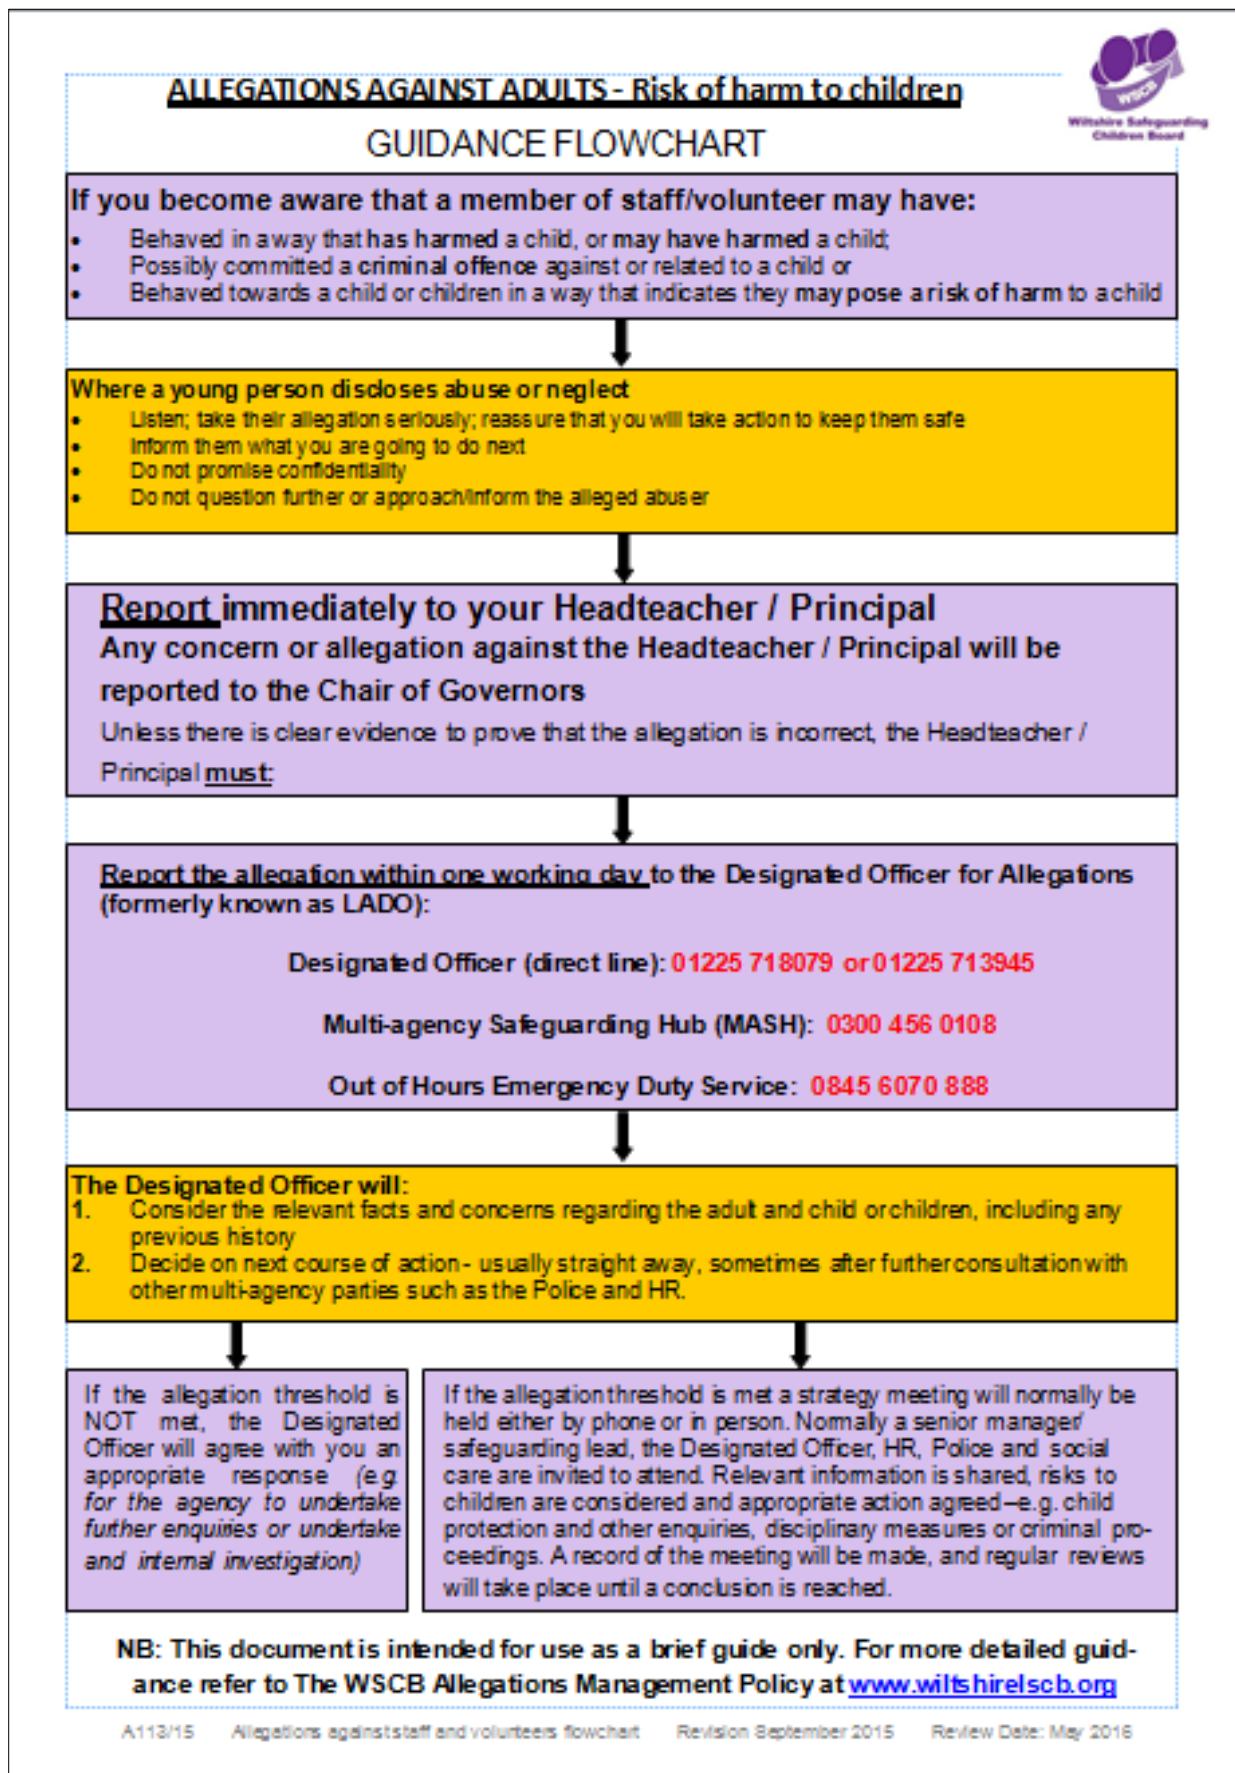 ALLEGATIONS AGAINST ADULTS - Risk of harm to children
WSCB
Wiltshire Safeguarding
Children Board
GUIDANCE FLOWCHART
If you become aware that a member of staff/volunteer may have:
• Behaved in a way that has harmed a child, or may have harmed a child;
• Possibly committed a criminal offence against or related to a child or
• Behaved towards a child or children in a way that indicates they may pose a risk of harm to a child
Where a young person discloses abuse or neglect
• Listen; take their allegation seriously; reassure that you will take action to keep them safe
• Inform them what you are going to do next
• Do not promise confidentiality
• Do not question further or approach/inform the alleged abuser
Report immediately to your Headteacher / Principal
Any concern or allegation against the Headteacher / Principal will be
reported to the Chair of Governors
Unless there is clear evidence to prove that the allegation is incorrect, the Headteacher /
Principal must:
Report the allegation within one working day to the Designated Officer for Allegations
(formerly known as LADO):
Designated Officer (direct line): 01225 718079 or 01225 713945
Multi-agency Safeguarding Hub (MASH): 0300 456 0108
Out of Hours Emergency Duty Service: 0845 6070 888
The Designated Officer will:
1. Consider the relevant facts and concerns regarding the adult and child or children, including any
previous history
2. Decide on next course of action - usually straight away, sometimes after further consultation with
other multi-agency parties such as the Police and HR.
If the allegation threshold is
NOT met, the Designated
Officer will agree with you an
appropriate response (e.g.
for the agency to undertake
further enquiries or undertake
and internal investigation)
If the allegation threshold is met a strategy meeting will normally be
held either by phone or in person. Normally a senior manager/
safeguarding lead, the Designated Officer, HR, Police and social
care are invited to attend. Relevant information is shared, risks to
children are considered and appropriate action agreed–e.g. child
protection and other enquiries, disciplinary measures or criminal pro-
ceedings. A record of the meeting will be made, and regular reviews
will take place until a conclusion is reached.
NB: This document is intended for use as a brief guide only. For more detailed guid-
ance refer to The WSCB Allegations Management Policy at www.wiltshirelscb.org
A113/15 Allegations against staff and volunteers flowchart Revision September 2015 Review Date: May 2016